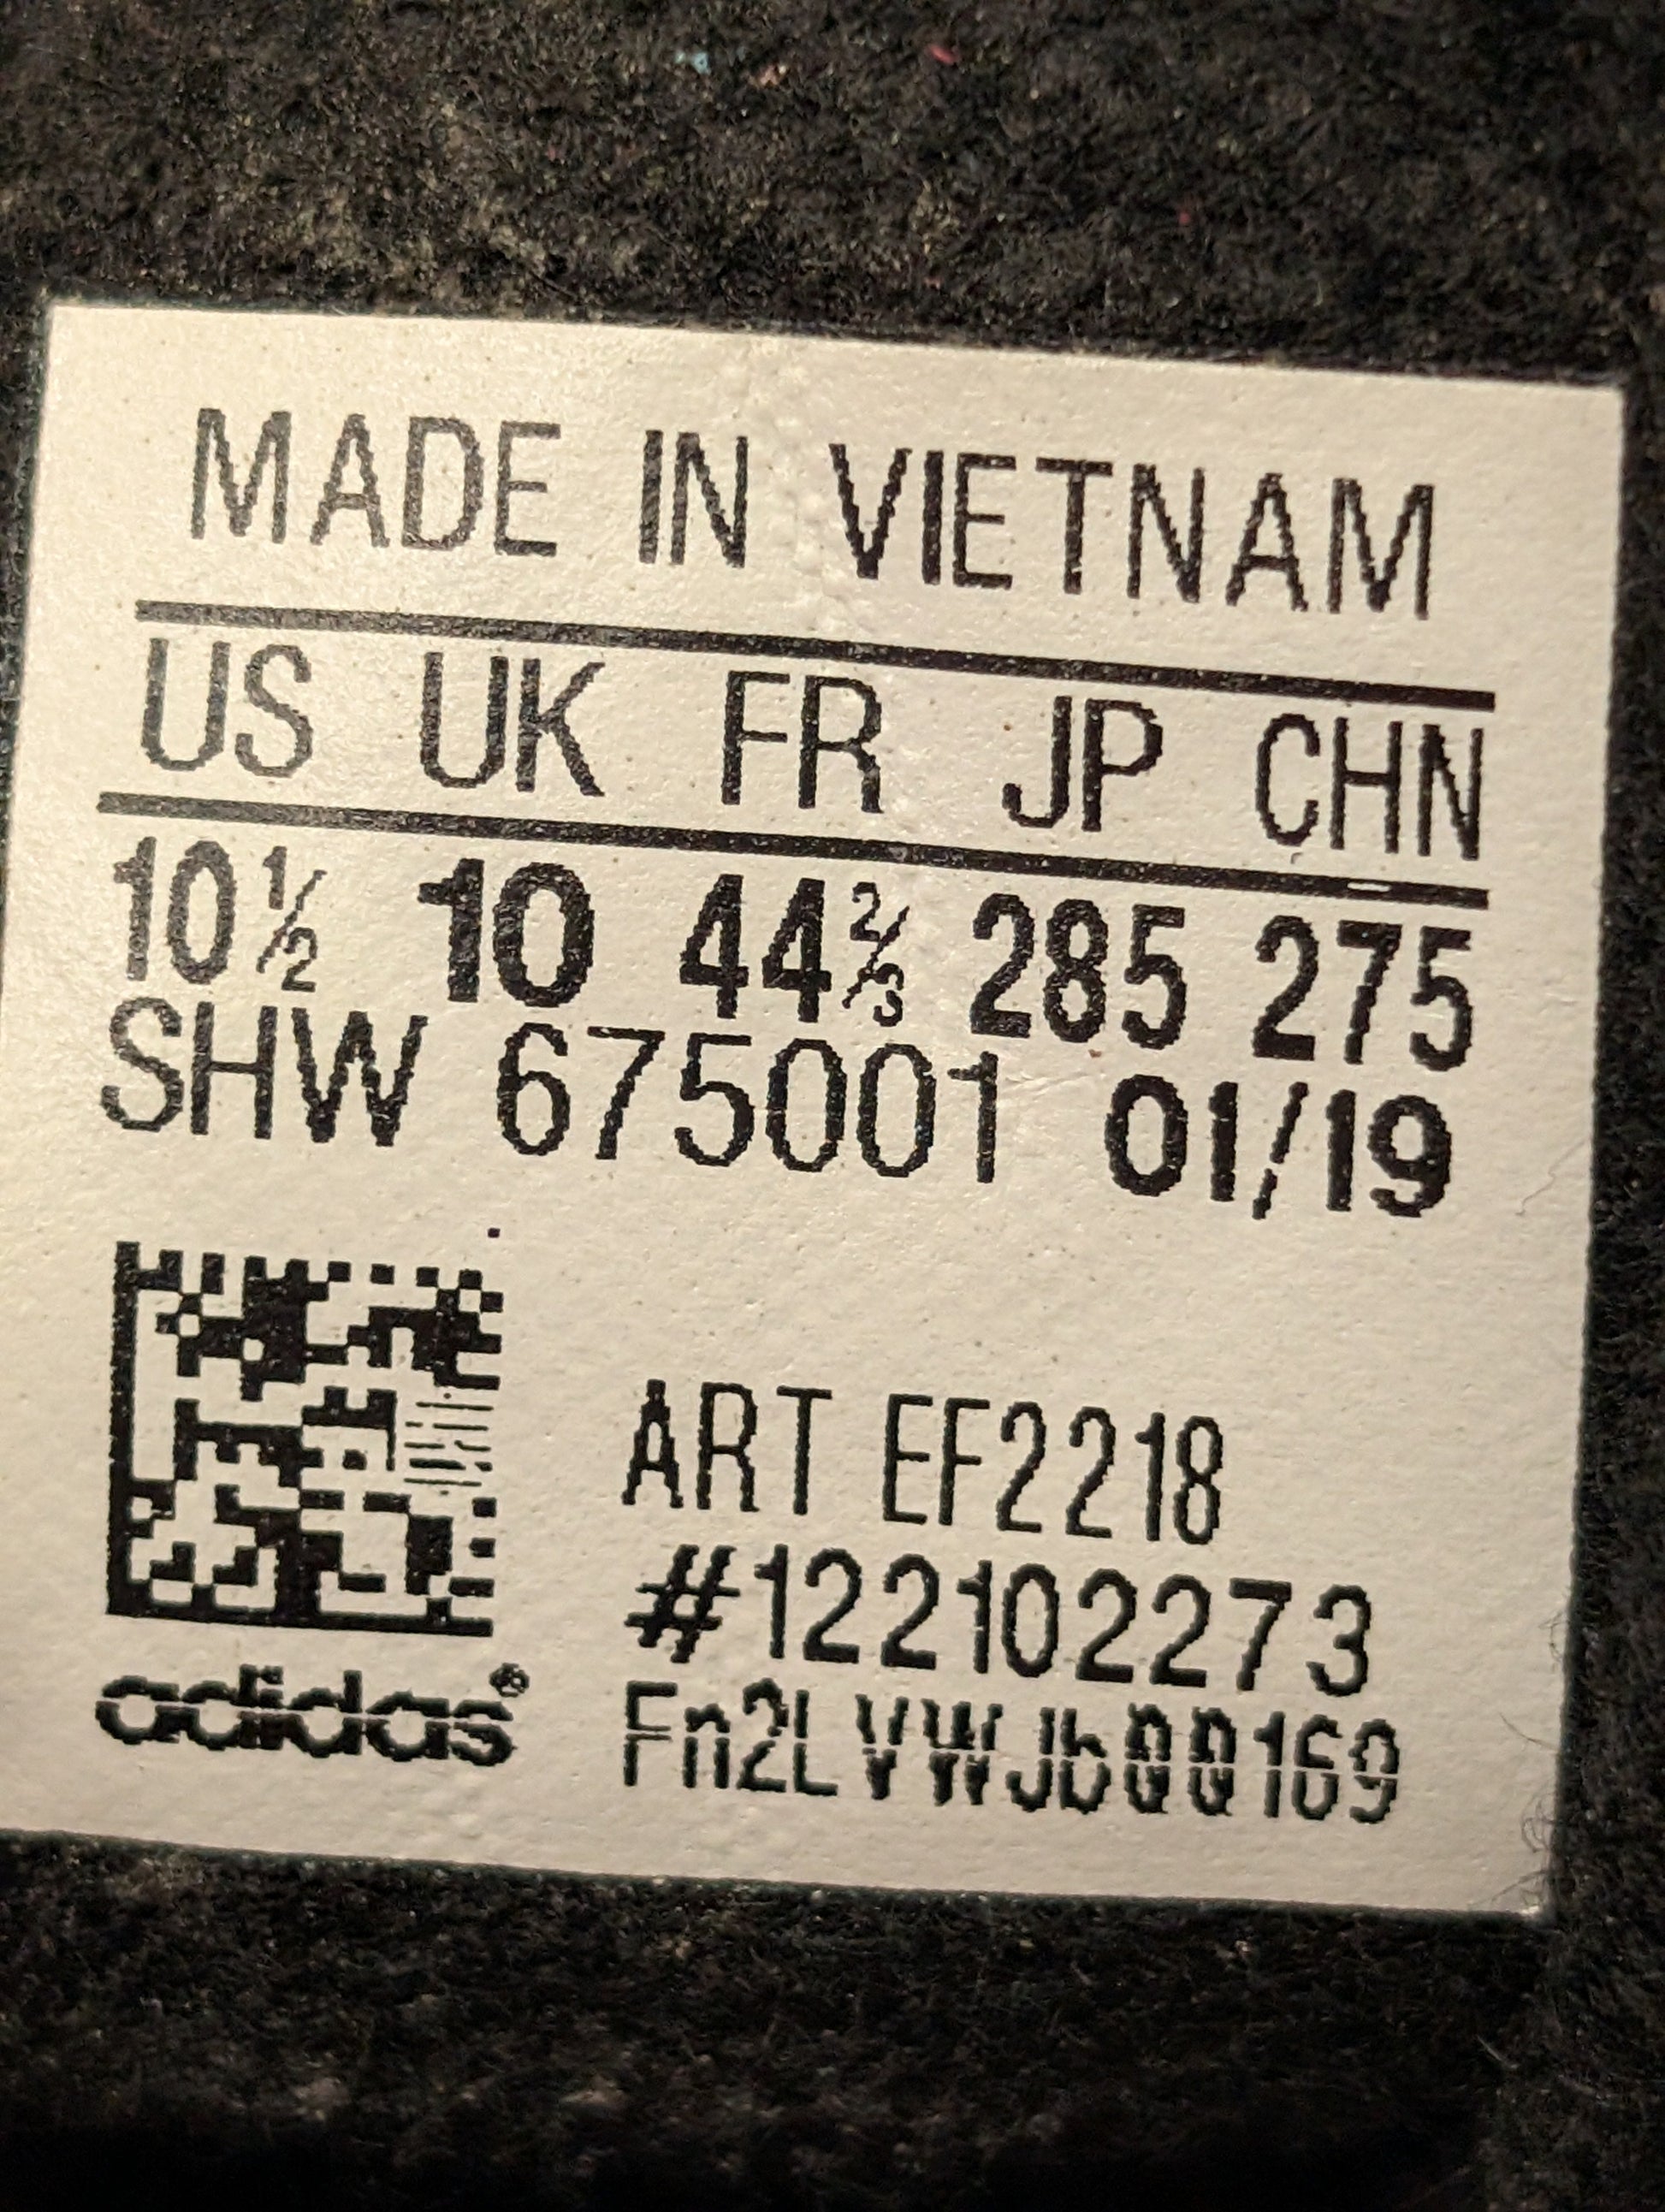 MADE IN VIETNAM
US UK FR JP CHN
10½ 10 44⅔ 285 275
SHW 675001 01/19
ART EF2218
#122102273
adidas®
Fn2LVWJb00169